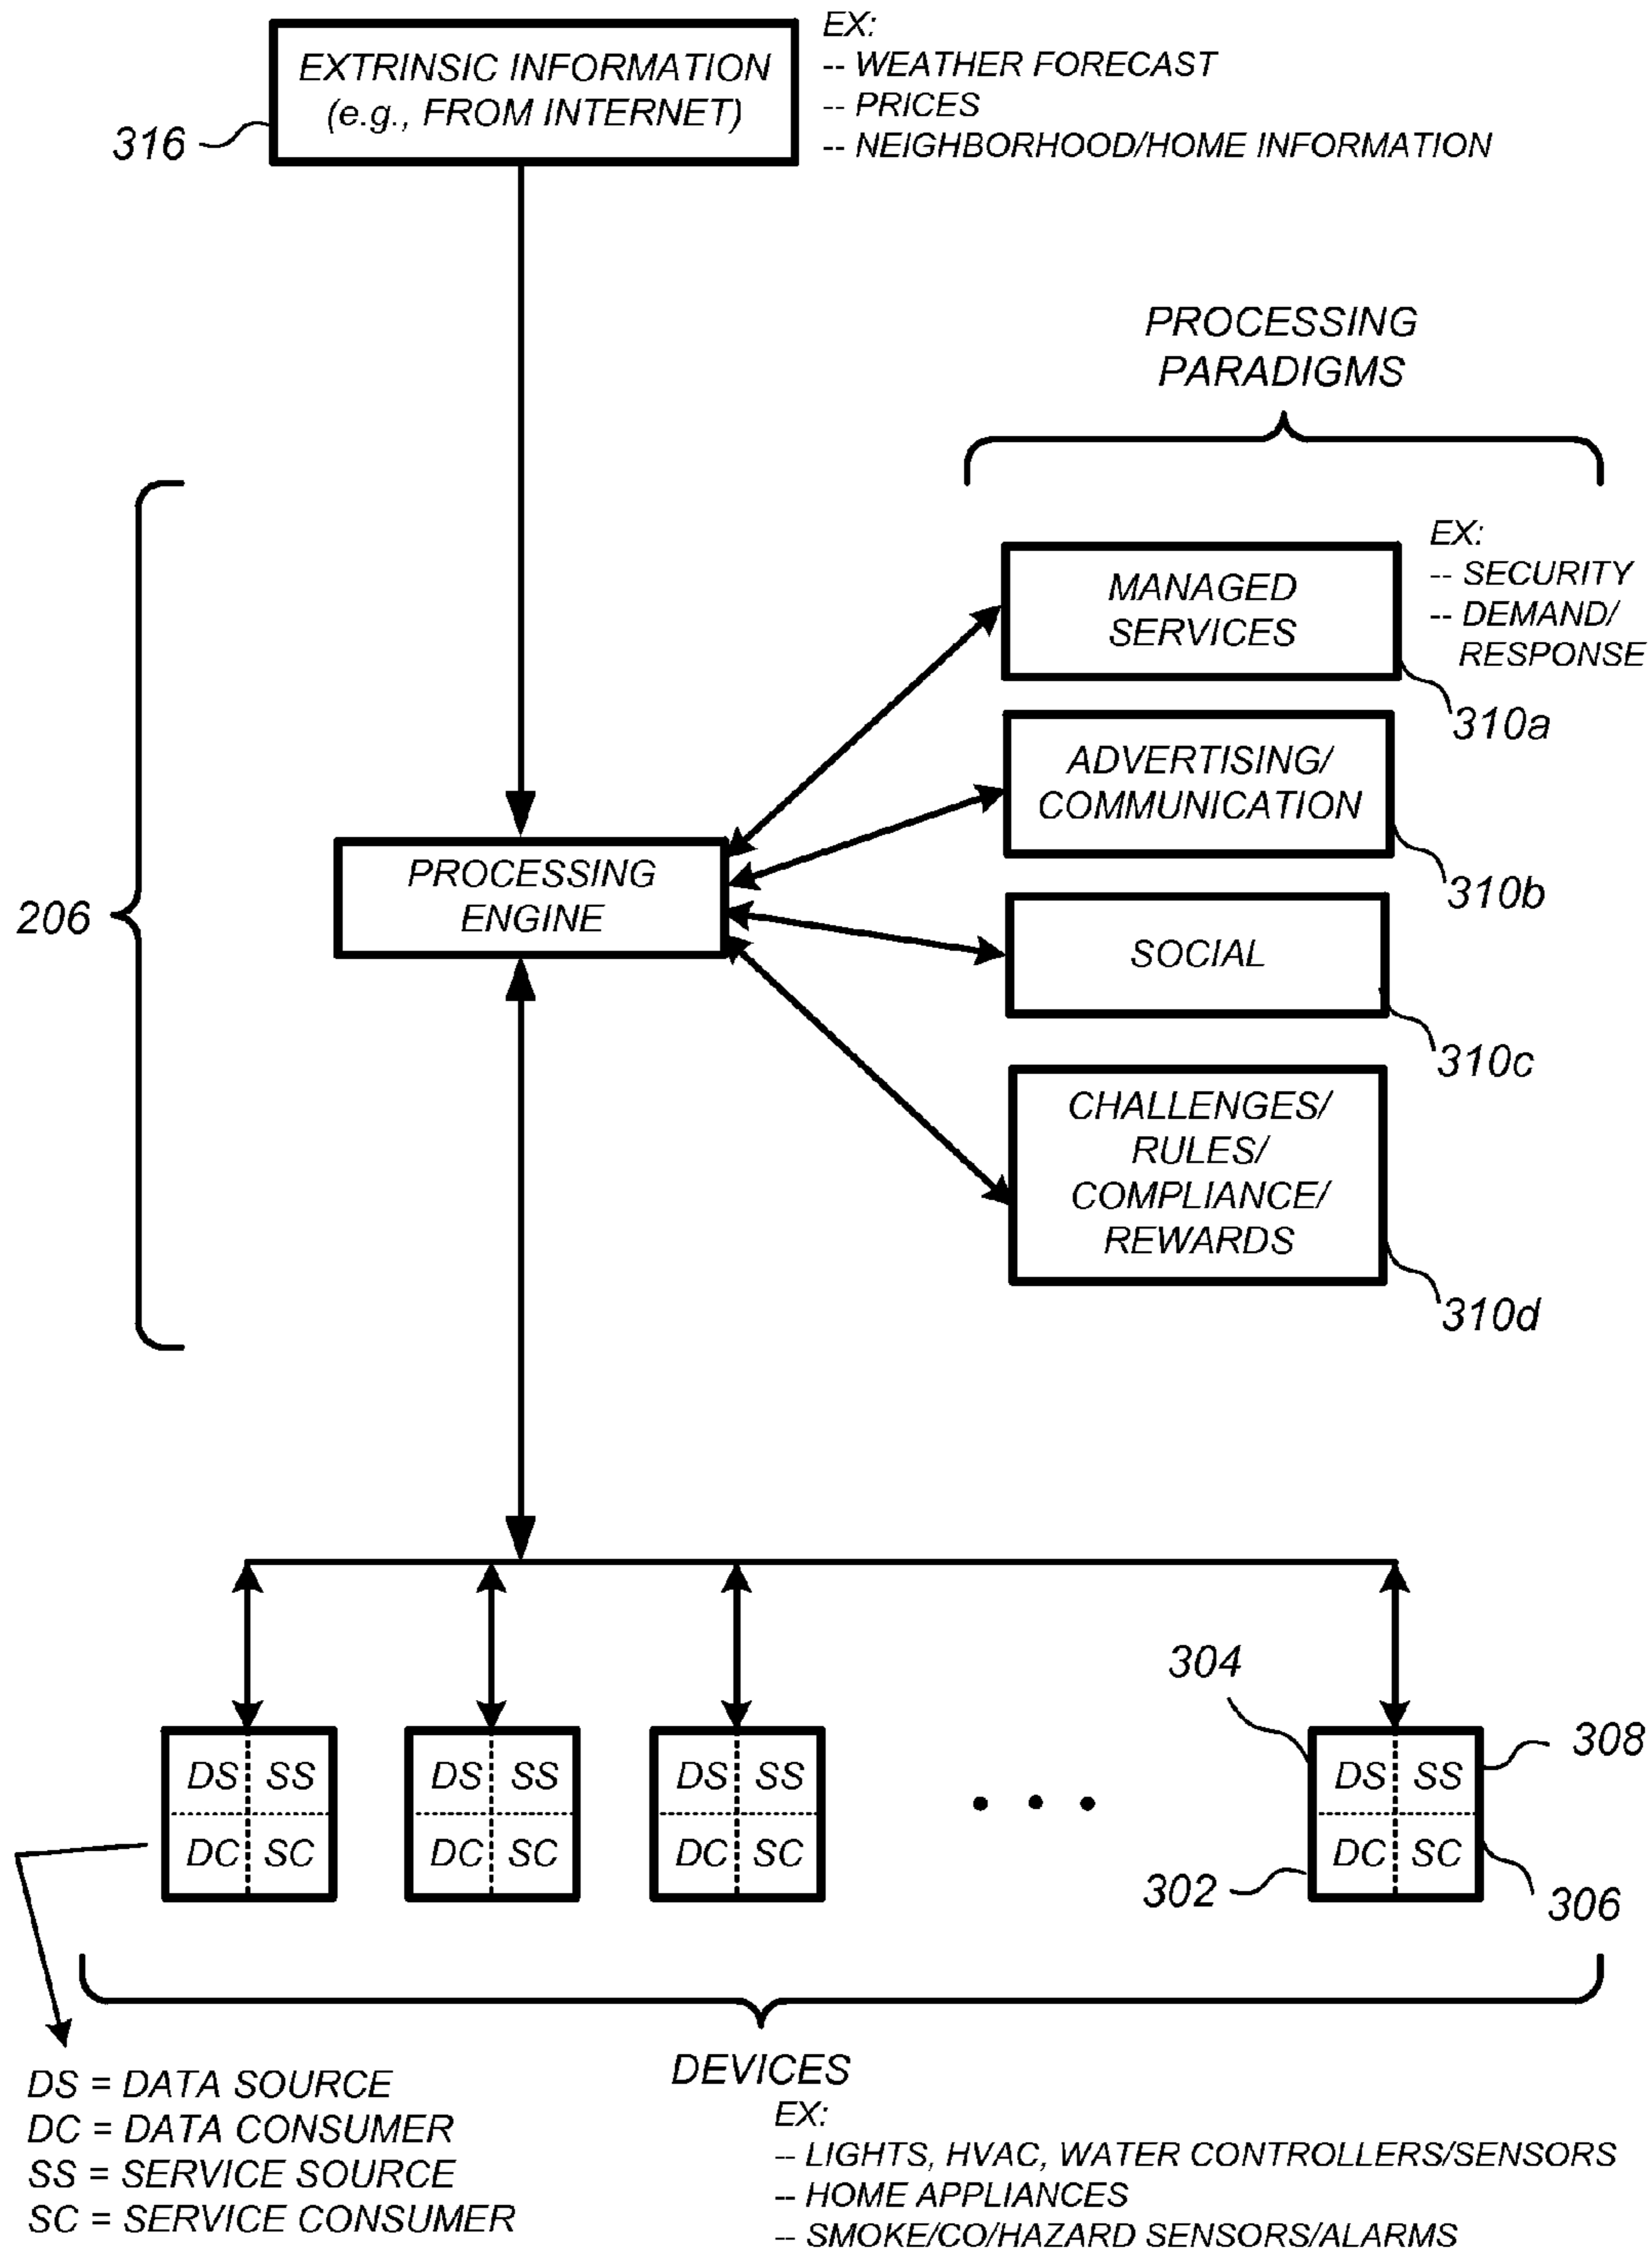 EXTRINSIC INFORMATION
(e.g., FROM INTERNET)
316
EX:
-- WEATHER FORECAST
-- PRICES
-- NEIGHBORHOOD/HOME INFORMATION
PROCESSING
PARADIGMS
MANAGED
SERVICES
EX:
-- SECURITY
-- DEMAND/
RESPONSE
310a
ADVERTISING/
COMMUNICATION
310b
PROCESSING
ENGINE
206
SOCIAL
310c
CHALLENGES/
RULES/
COMPLIANCE/
REWARDS
310d
304
308
DS SS
DC SC
DS SS
DC SC
DS SS
DC SC
DS SS
DC SC
302
306
DS = DATA SOURCE
DC = DATA CONSUMER
SS = SERVICE SOURCE
SC = SERVICE CONSUMER
DEVICES
EX:
-- LIGHTS, HVAC, WATER CONTROLLERS/SENSORS
-- HOME APPLIANCES
-- SMOKE/CO/HAZARD SENSORS/ALARMS